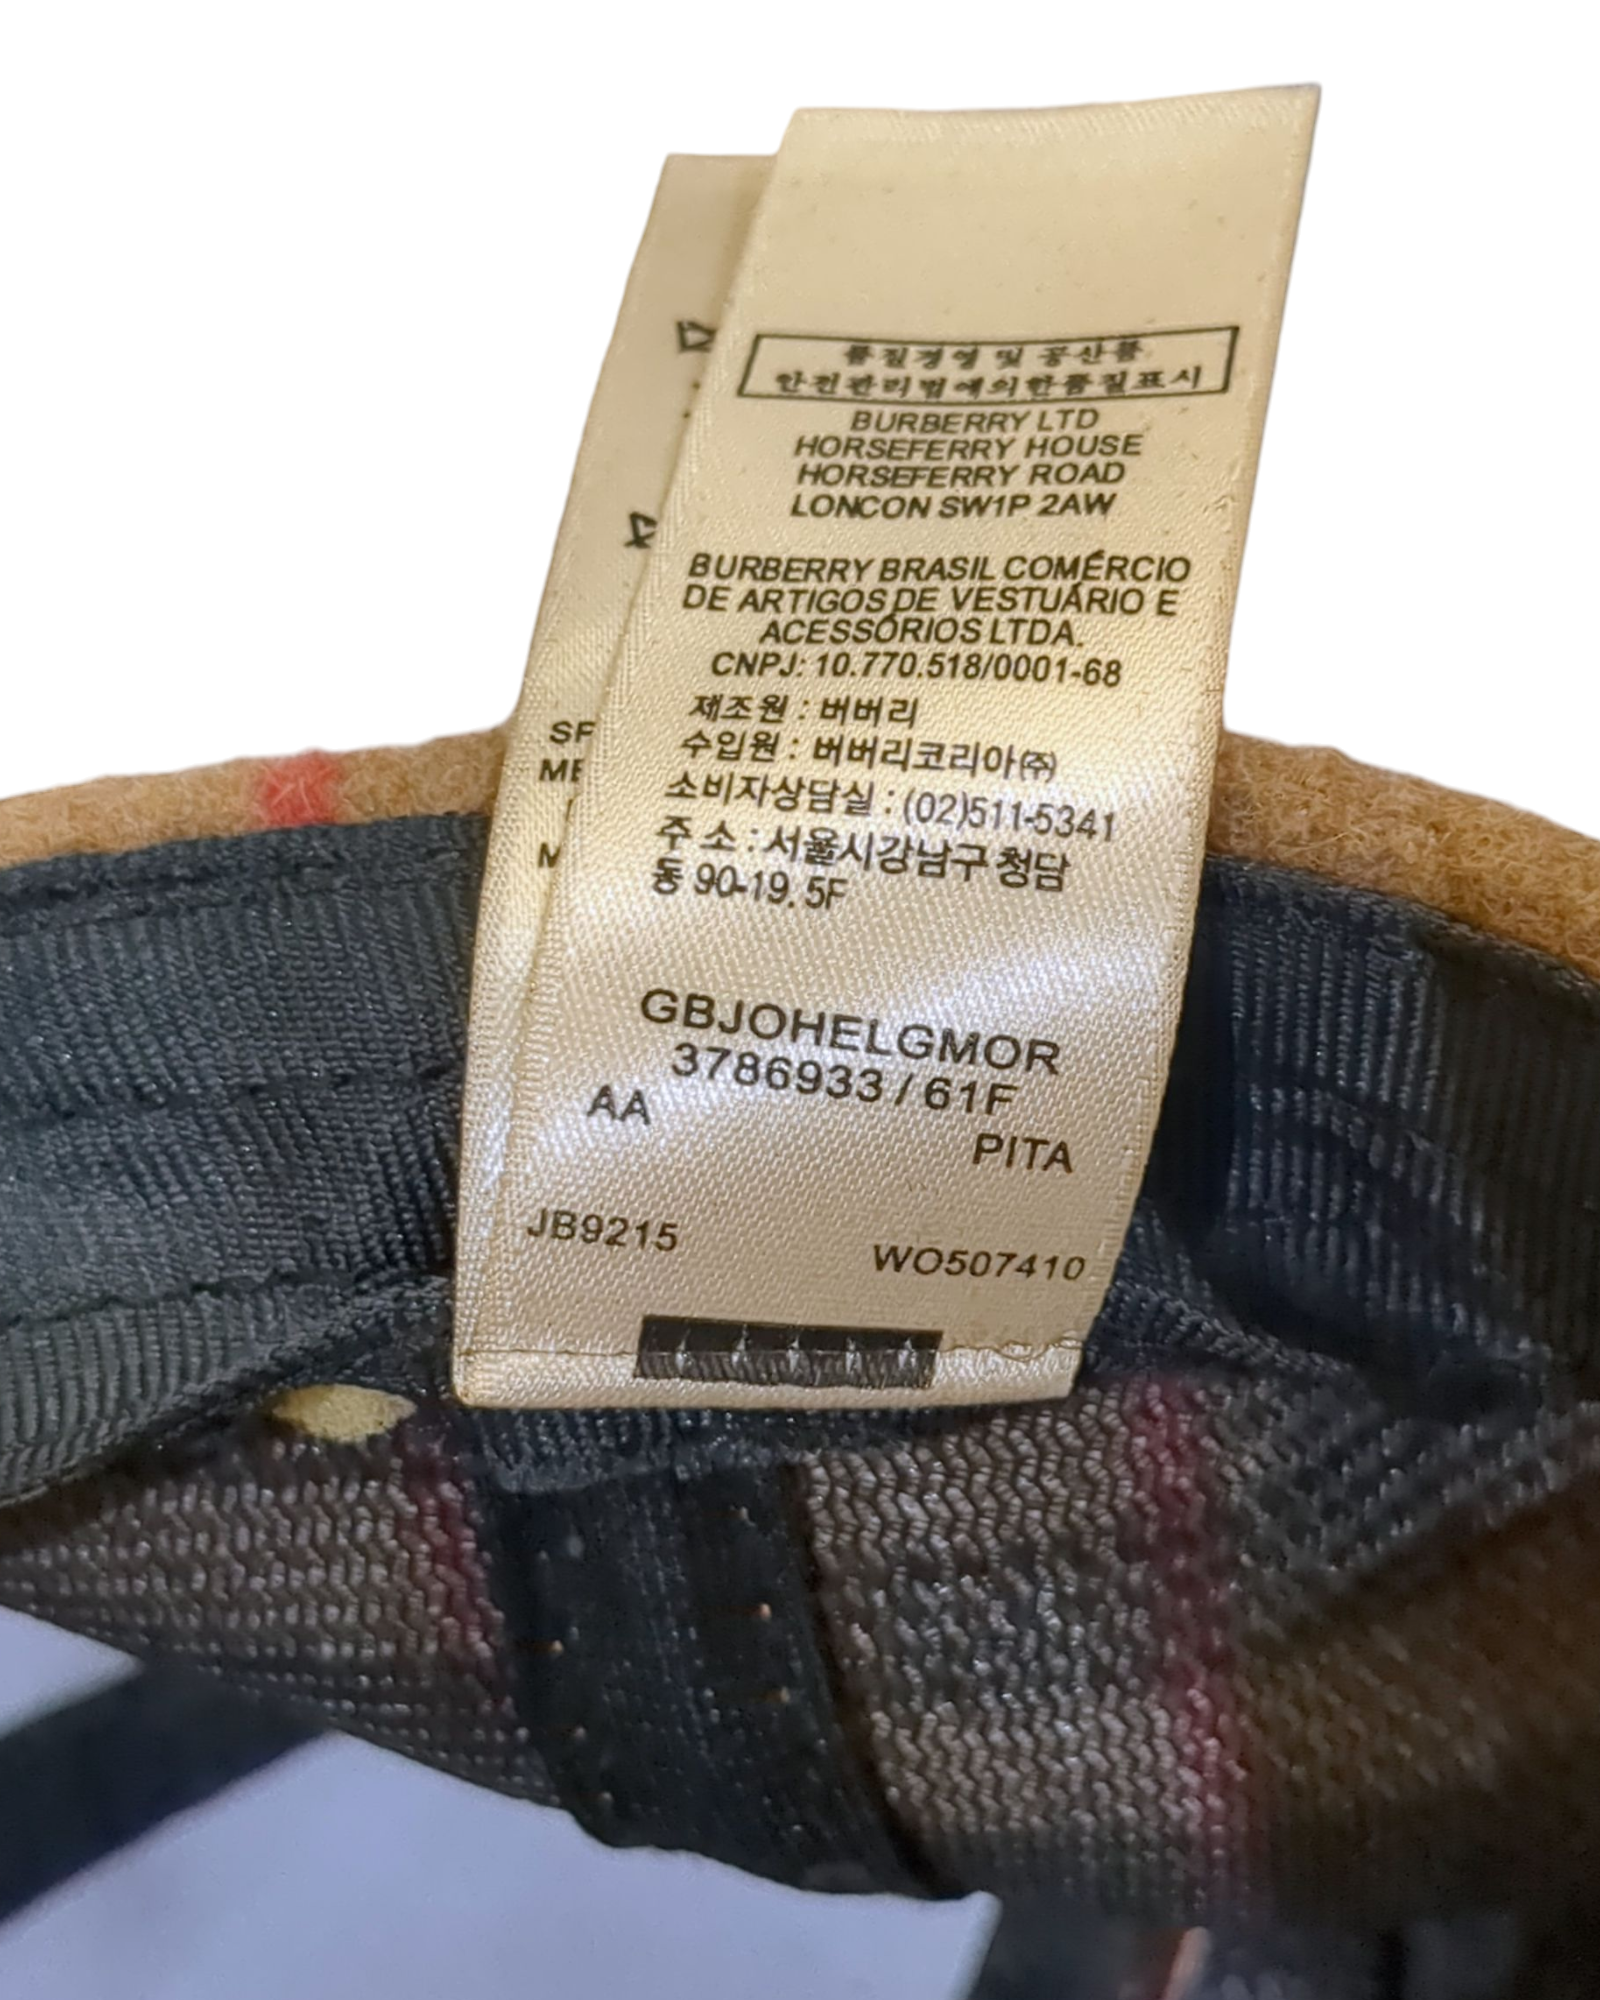 품질경영 및 공산품
안전관리법에의한품질표시
BURBERRY LTD
HORSEFERRY HOUSE
HORSEFERRY ROAD
LONCON SW1P 2AW
BURBERRY BRASIL COMÉRCIO
DE ARTIGOS DE VESTUÁRIO E
ACESSÓRIOS LTDA.
CNPJ: 10.770.518/0001-68
제조원 : 버버리
수입원 : 버버리코리아㈜
소비자상담실 : (02)511-5341
주 소 : 서울시강남구 청담
동 90-19. 5F
GBJOHELGMOR
3786933 / 61F
AA
PITA
JB9215
WO507410